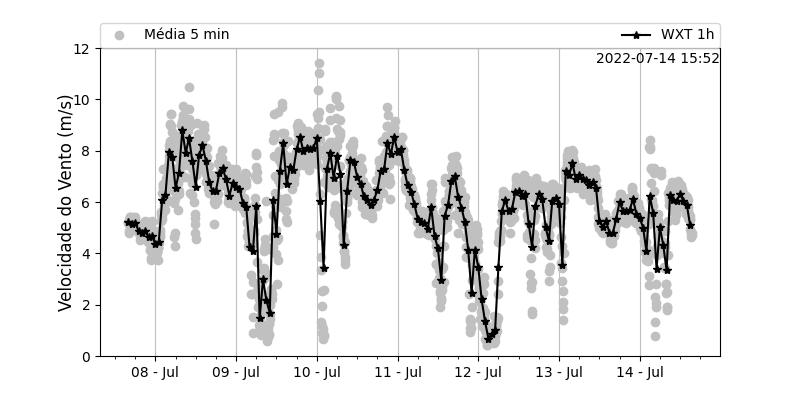 Média 5 min
WXT 1h
2022-07-14 15:52
Velocidade do Vento (m/s)
12
10
8
6
4
2
0
08 - Jul
09 - Jul
10 - Jul
11 - Jul
12 - Jul
13 - Jul
14 - Jul